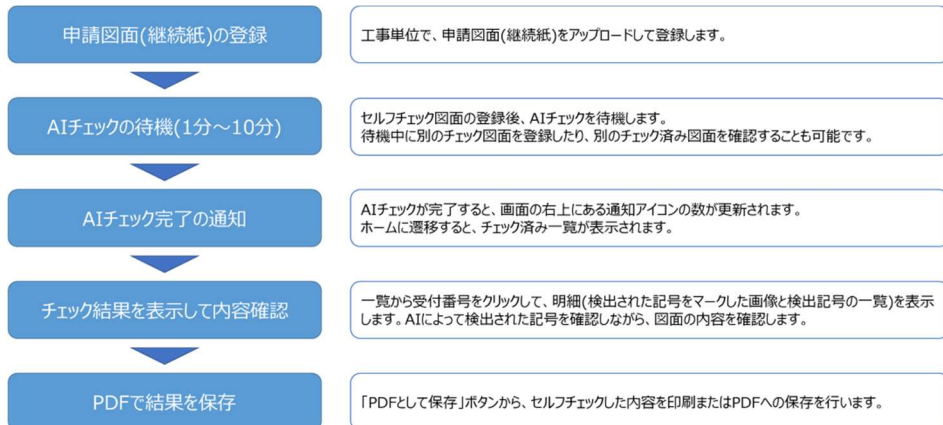 申請図面(継続紙)の登録
工事単位で、申請図面(継続紙)をアップロードして登録します。
AIチェックの待機(1分～10分)
セルフチェック図面の登録後、AIチェックを待機します。
待機中に別のチェック図面を登録したり、別のチェック済み図面を確認することも可能です。
AIチェック完了の通知
AIチェックが完了すると、画面の右上にある通知アイコンの数が更新されます。
ホームに遷移すると、チェック済み一覧が表示されます。
チェック結果を表示して内容確認
一覧から受付番号をクリックして、明細(検出された記号をマークした画像と検出記号の一覧)を表示
します。AIによって検出された記号を確認しながら、図面の内容を確認します。
PDFで結果を保存
「PDFとして保存」ボタンから、セルフチェックした内容を印刷またはPDFへの保存を行います。